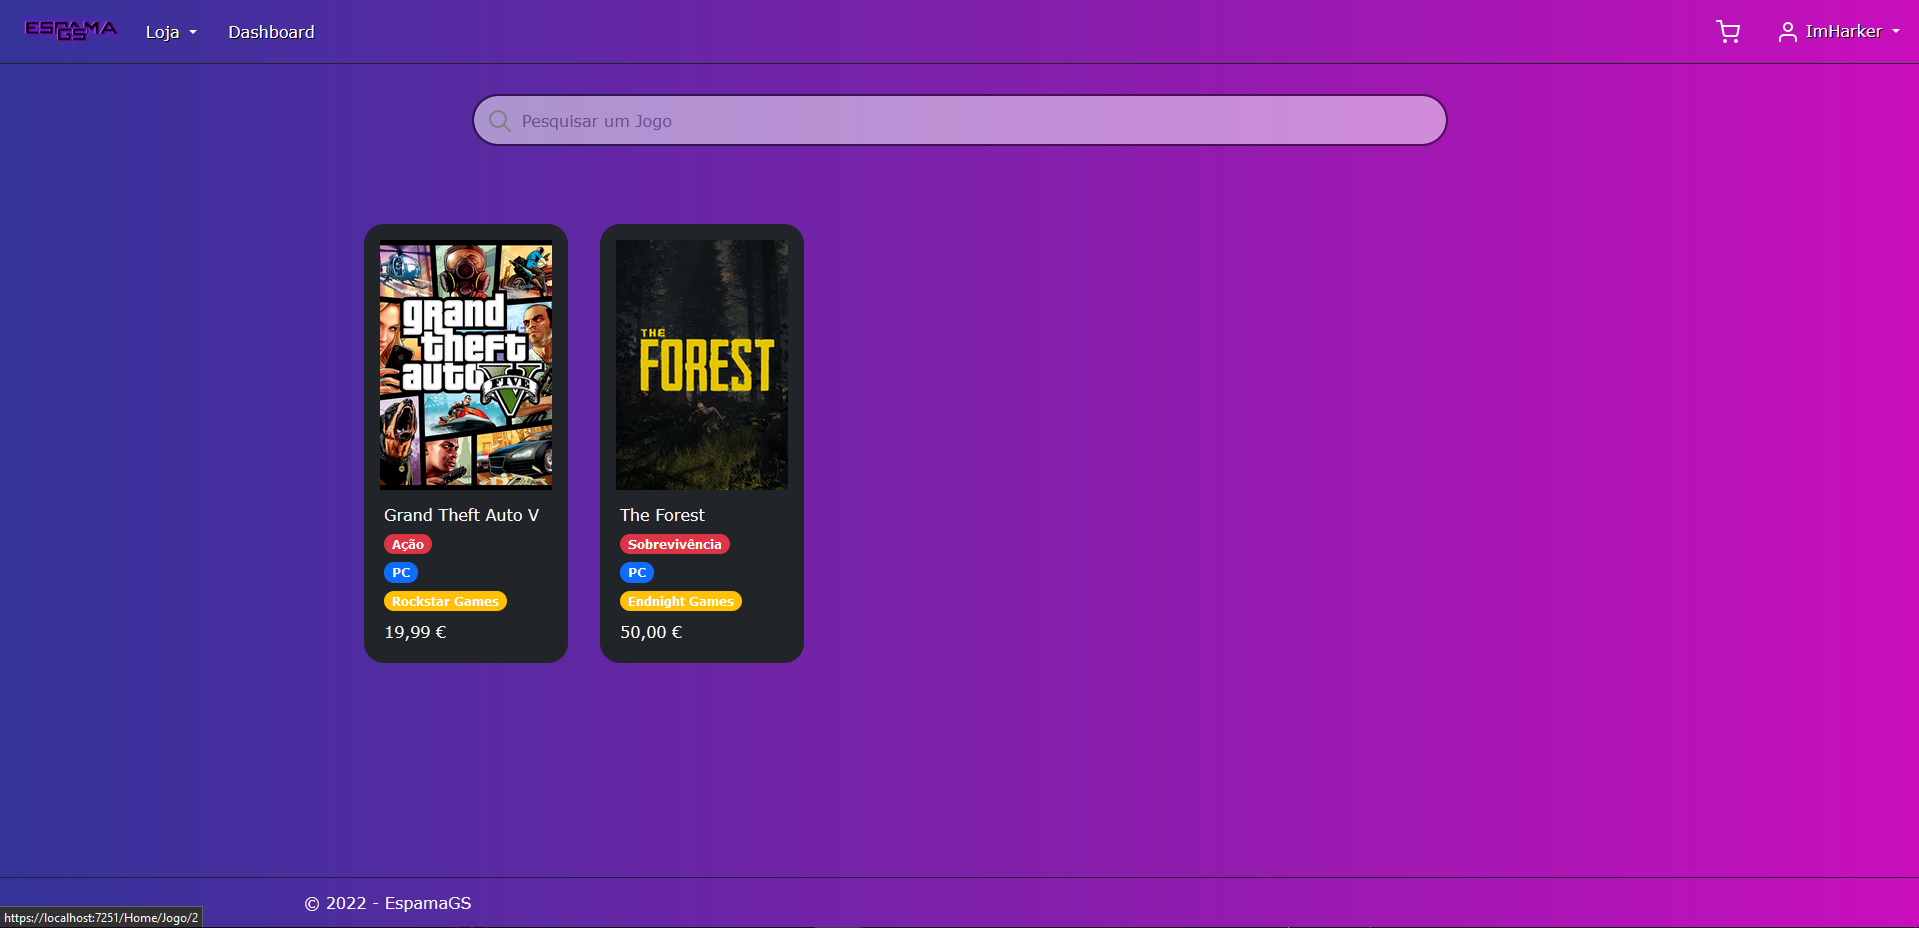 ESPAMA
GS
Loja
Dashboard
ImHarker
Pesquisar um Jogo
grand
theft
auto
FIVE
V
THE
FOREST
Grand Theft Auto V
Ação
PC
Rockstar Games
19,99 €
The Forest
Sobrevivência
PC
Endnight Games
50,00 €
© 2022 - EspamaGS
https://localhost:7251/Home/Jogo/2